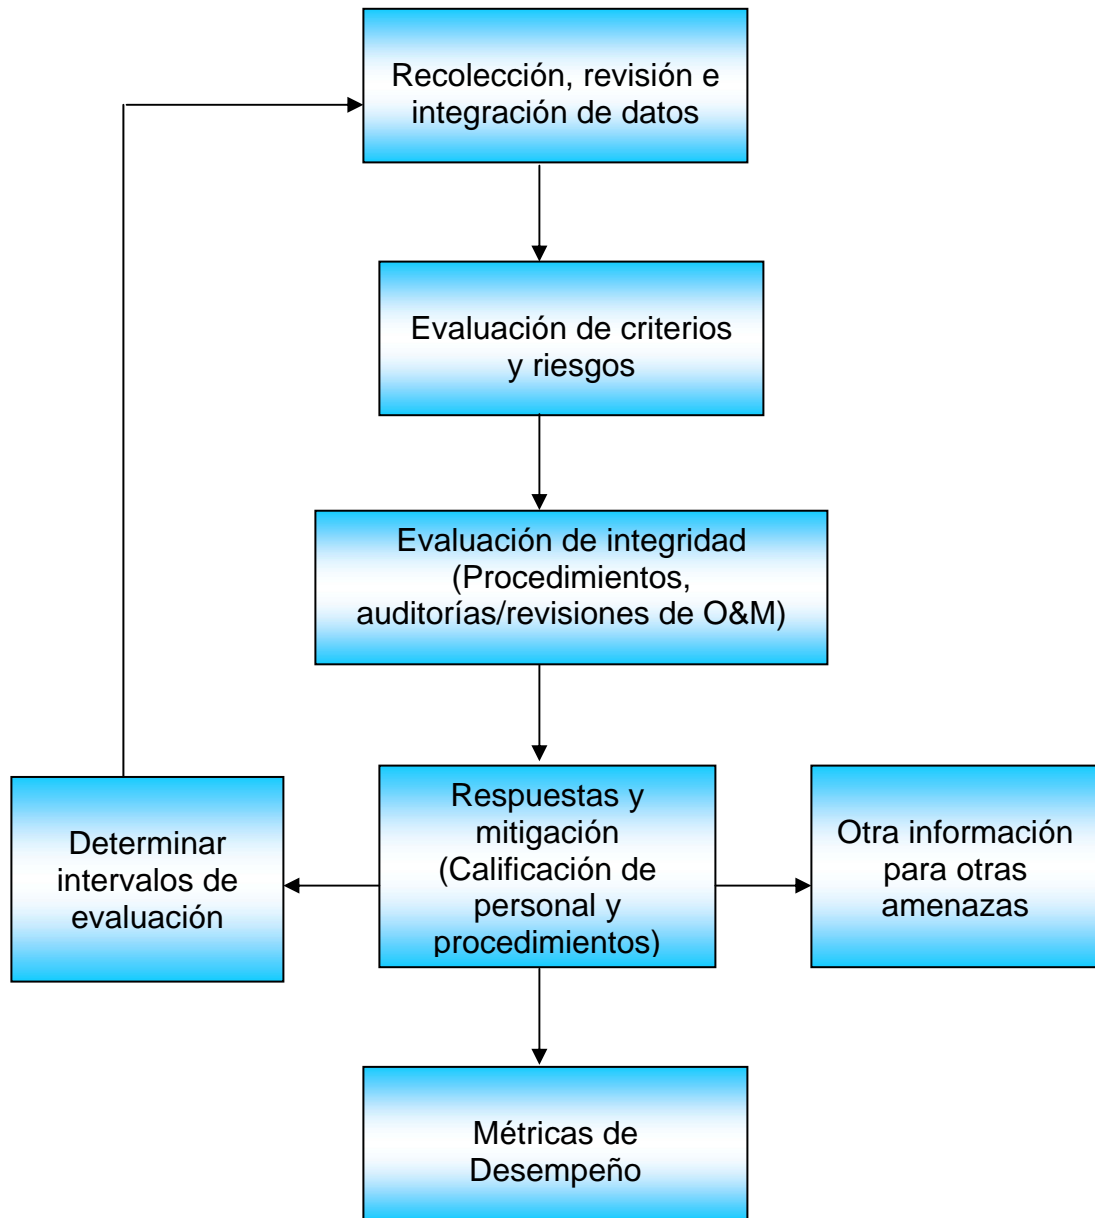 Recolección, revisión e
integración de datos
Evaluación de criterios
y riesgos
Evaluación de integridad
(Procedimientos,
auditorías/revisiones de O&M)
Determinar
intervalos de
evaluación
Respuestas y
mitigación
(Calificación de
personal y
procedimientos)
Otra información
para otras
amenazas
Métricas de
Desempeño